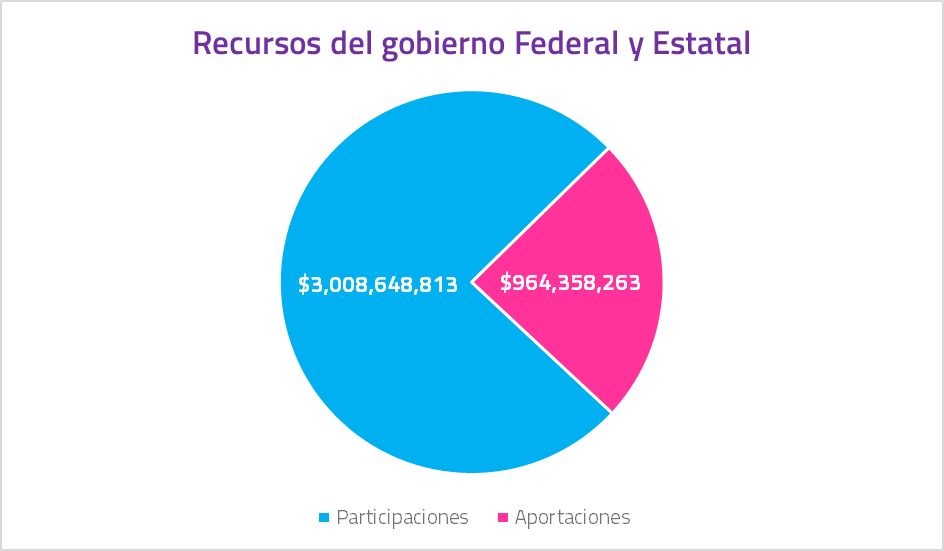 Recursos del gobierno Federal y Estatal
$3,008,648,813
$964,358,263
Participaciones
Aportaciones